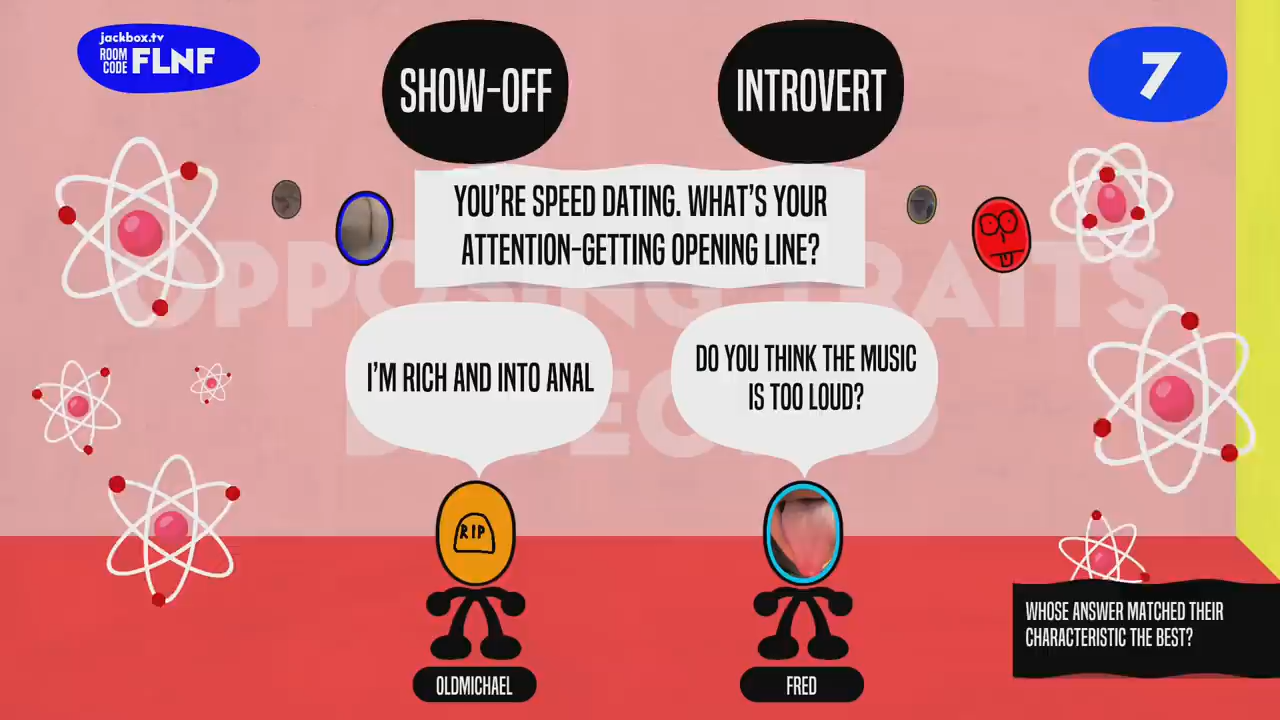 jackbox.tv
ROOM CODE FLNF
SHOW-OFF
INTROVERT
7
YOU'RE SPEED DATING. WHAT'S YOUR
ATTENTION-GETTING OPENING LINE?
OPPOSING TRAITS
I'M RICH AND INTO ANAL
DO YOU THINK THE MUSIC
IS TOO LOUD?
RIP
WHOSE ANSWER MATCHED THEIR
CHARACTERISTIC THE BEST?
OLDMICHAEL
FRED